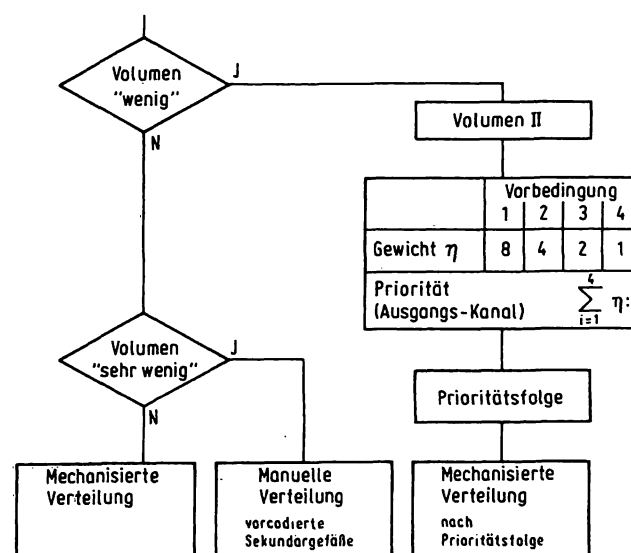 Volumen
"wenig"
J
N
Volumen II
Vorbedingung
1 2 3 4
Gewicht η 8 4 2 1
Priorität
(Ausgangs-Kanal)
4
∑ η:
i=1
Volumen
"sehr wenig"
J
N
Prioritätsfolge
Mechanisierte
Verteilung
Manuelle
Verteilung
vorcodierte
Sekundärgefäße
Mechanisierte
Verteilung
nach
Prioritätsfolge